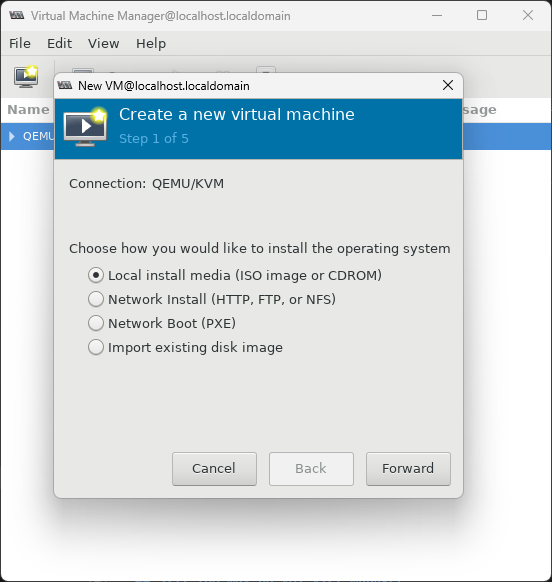 Virtual Machine Manager@localhost.localdomain
File Edit View Help
New VM@localhost.localdomain
Create a new virtual machine
Step 1 of 5
Name
QEMU
Connection: QEMU/KVM
Choose how you would like to install the operating system
Local install media (ISO image or CDROM)
Network Install (HTTP, FTP, or NFS)
Network Boot (PXE)
Import existing disk image
Cancel Back Forward